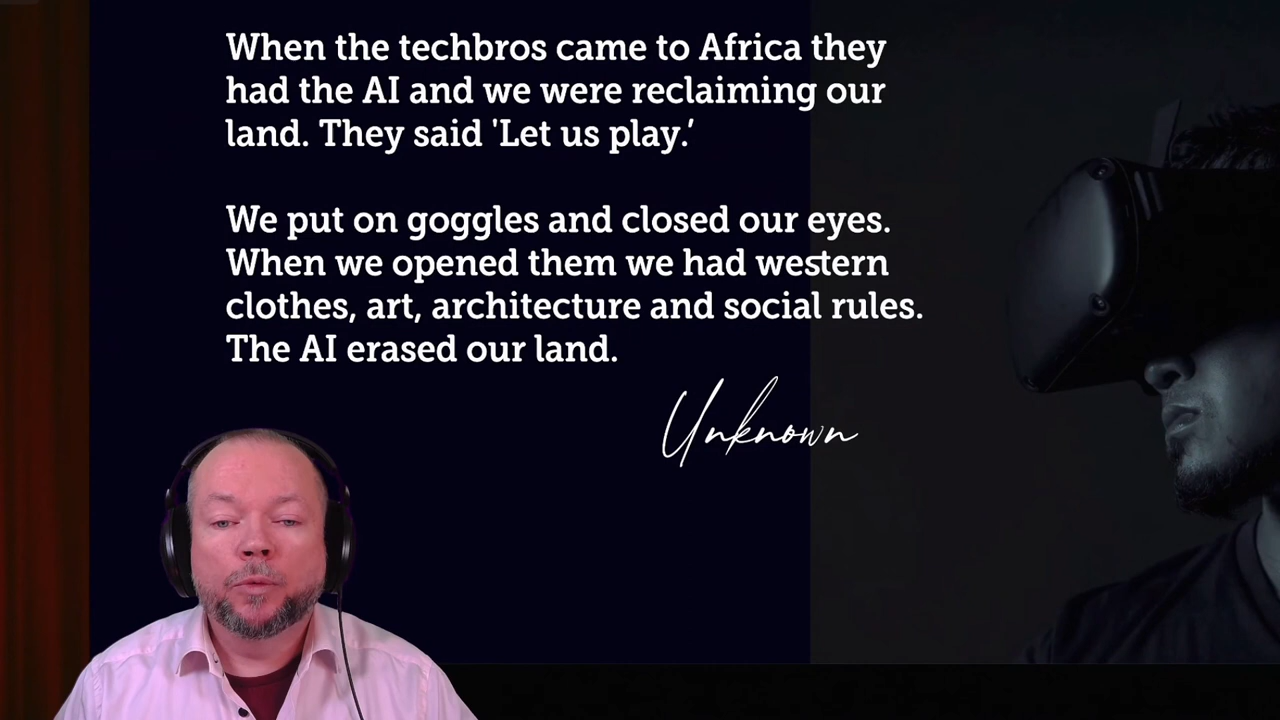 When the techbros came to Africa they
had the AI and we were reclaiming our
land. They said 'Let us play.’
We put on goggles and closed our eyes.
When we opened them we had western
clothes, art, architecture and social rules.
The AI erased our land.
Unknown